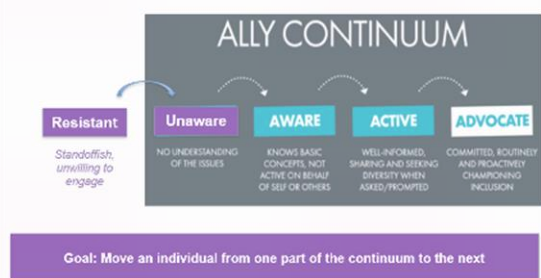 ALLY CONTINUUM
Resistant
Unaware
AWARE
ACTIVE
ADVOCATE
Standoffish,
unwilling to
engage
NO UNDERSTANDING
OF THE ISSUES
KNOWS BASIC
CONCEPTS, NOT
ACTIVE ON BEHALF
OF SELF OR OTHERS
WELL-INFORMED,
SHARING AND SEEKING
DIVERSITY WHEN
ASKED/PROMPTED
COMMITTED, ROUTINELY
AND PROACTIVELY
CHAMPIONING
INCLUSION
Goal: Move an individual from one part of the continuum to the next